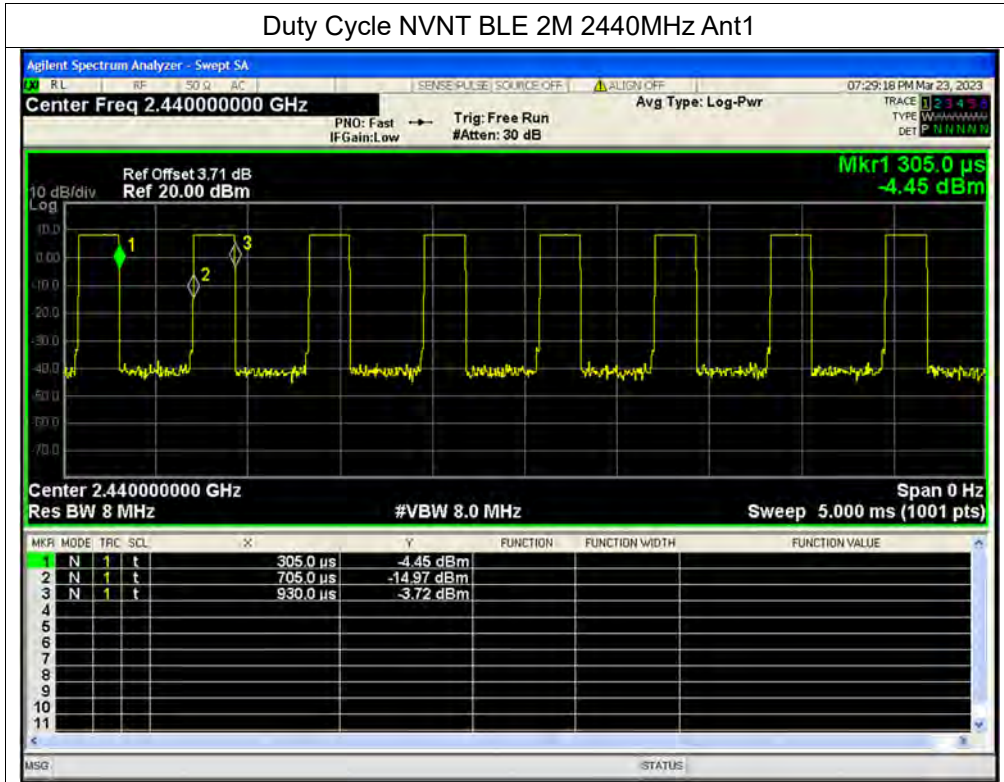 Duty Cycle NVNT BLE 2M 2440MHz Ant1
Agilent Spectrum Analyzer - Swept SA
RL RF 50 Ω AC SENSE:PULSE SOURCE OFF ALIGN OFF 07:29:18 PM Mar 23, 2023
Center Freq 2.440000000 GHz
PNO: Fast
IFGain:Low
Trig: Free Run
#Atten: 30 dB
Avg Type: Log-Pwr
TRACE 1 2 3 4 5 6
TYPE W
DET P N N N N N
Mkr1 305.0 µs
-4.45 dBm
Ref Offset 3.71 dB
10 dB/div Ref 20.00 dBm
Log
10.0
0.00
-10.0
-20.0
-30.0
-40.0
-50.0
-60.0
-70.0
1
2
3
Center 2.440000000 GHz Span 0 Hz
Res BW 8 MHz #VBW 8.0 MHz Sweep 5.000 ms (1001 pts)
MKR MODE TRC SCL X Y FUNCTION FUNCTION WIDTH FUNCTION VALUE
1 N 1 t 305.0 µs -4.45 dBm
2 N 1 t 705.0 µs -14.97 dBm
3 N 1 t 930.0 µs -3.72 dBm
4
5
6
7
8
9
10
11
MSG STATUS